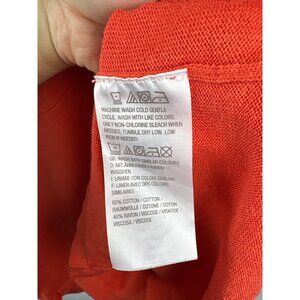 MACHINE WASH COLD GENTLE
CYCLE, WASH WITH LIKE COLORS.
ONLY NON-CHLORINE BLEACH WHEN
NEEDED, TUMBLE DRY LOW. LOW
IRON IF NEEDED.
GB: WASH WITH SIMILAR COLOURS
D: MIT ÄHNLICHEN FARBEN
WASCHEN
I: LAVARE CON COLORI SIMILARI
F: LAVER AVEC DES COLORIS
SIMILAIRES
60% COTTON / COTTON /
BAUMWOLLE / COTONE / COTON
40% RAYON / VISCOSE / VISKOSE /
VISCOSA / VISCOSE